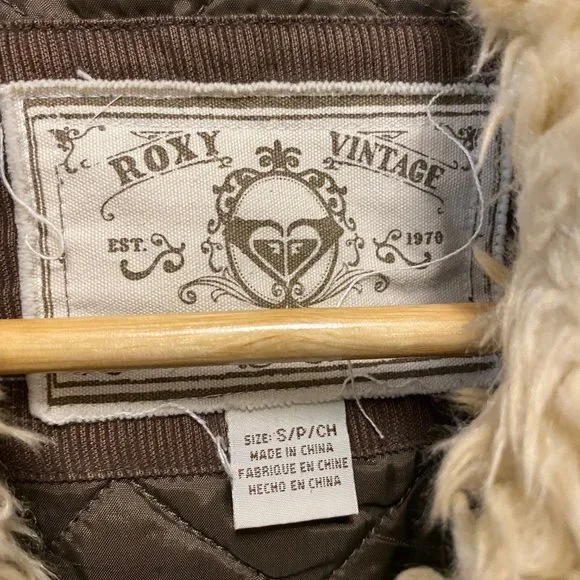 ROXY VINTAGE
EST. 1970
SIZE: S/P/CH
MADE IN CHINA
FABRIQUE EN CHINE
HECHO EN CHINA